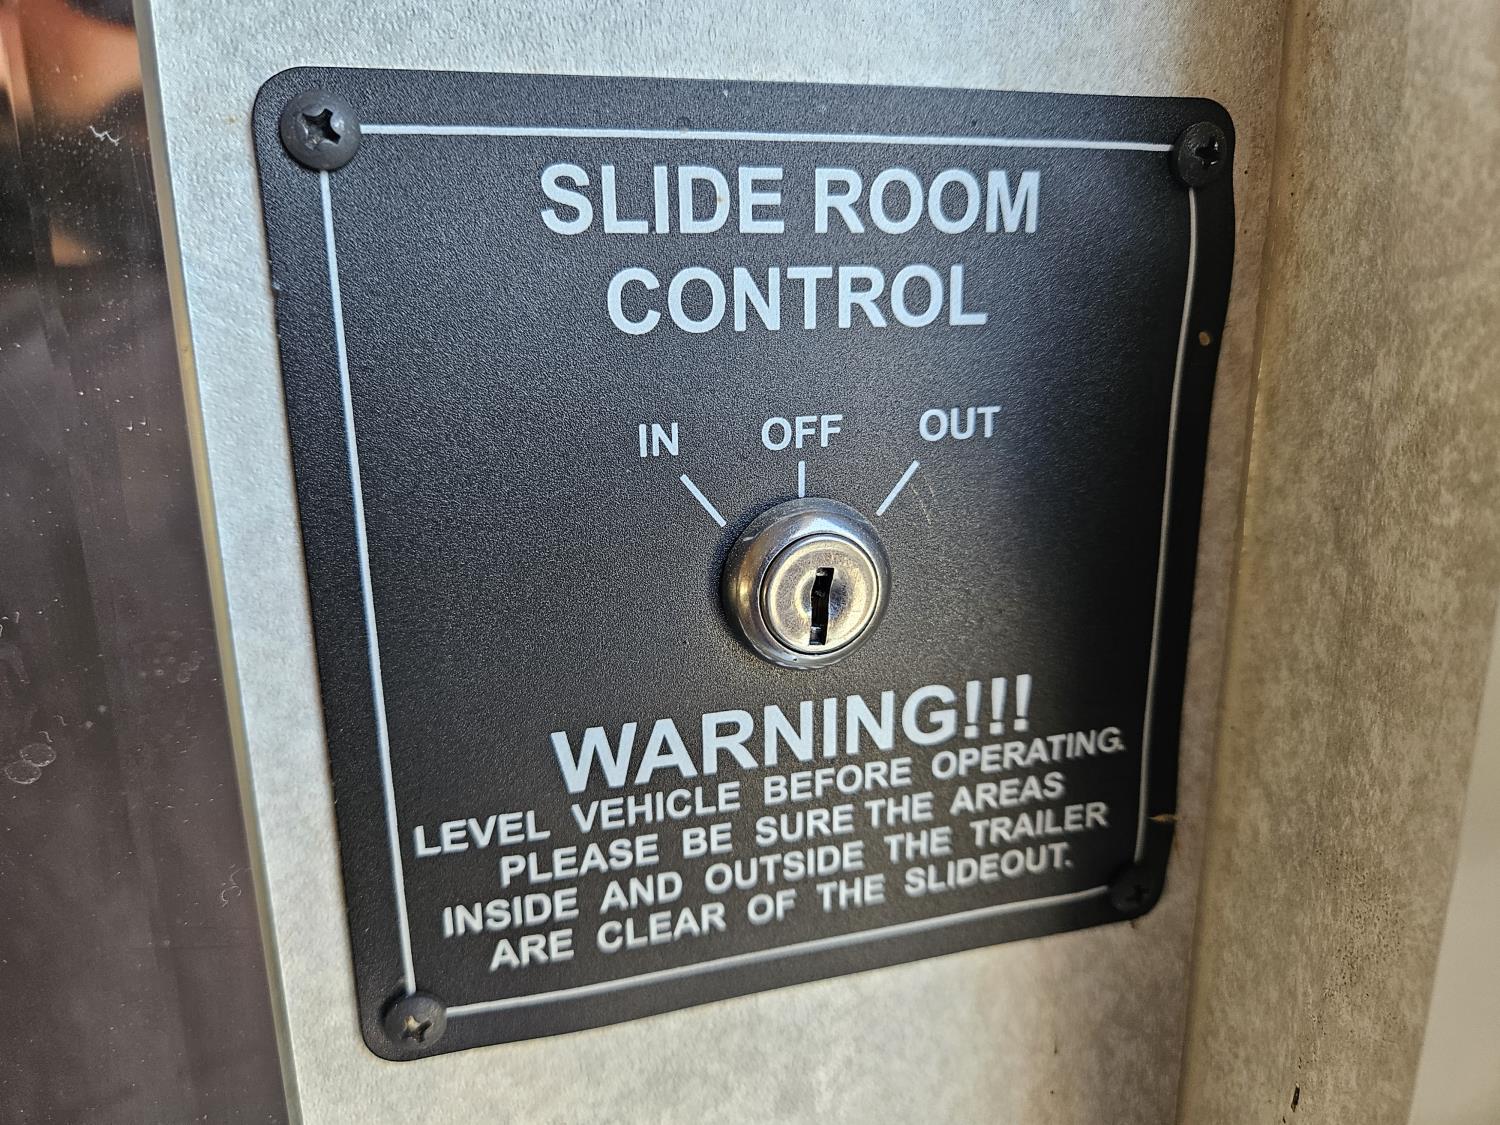 SLIDE ROOM
CONTROL
IN OFF OUT
WARNING!!!
LEVEL VEHICLE BEFORE OPERATING.
PLEASE BE SURE THE AREAS
INSIDE AND OUTSIDE THE TRAILER
ARE CLEAR OF THE SLIDEOUT.